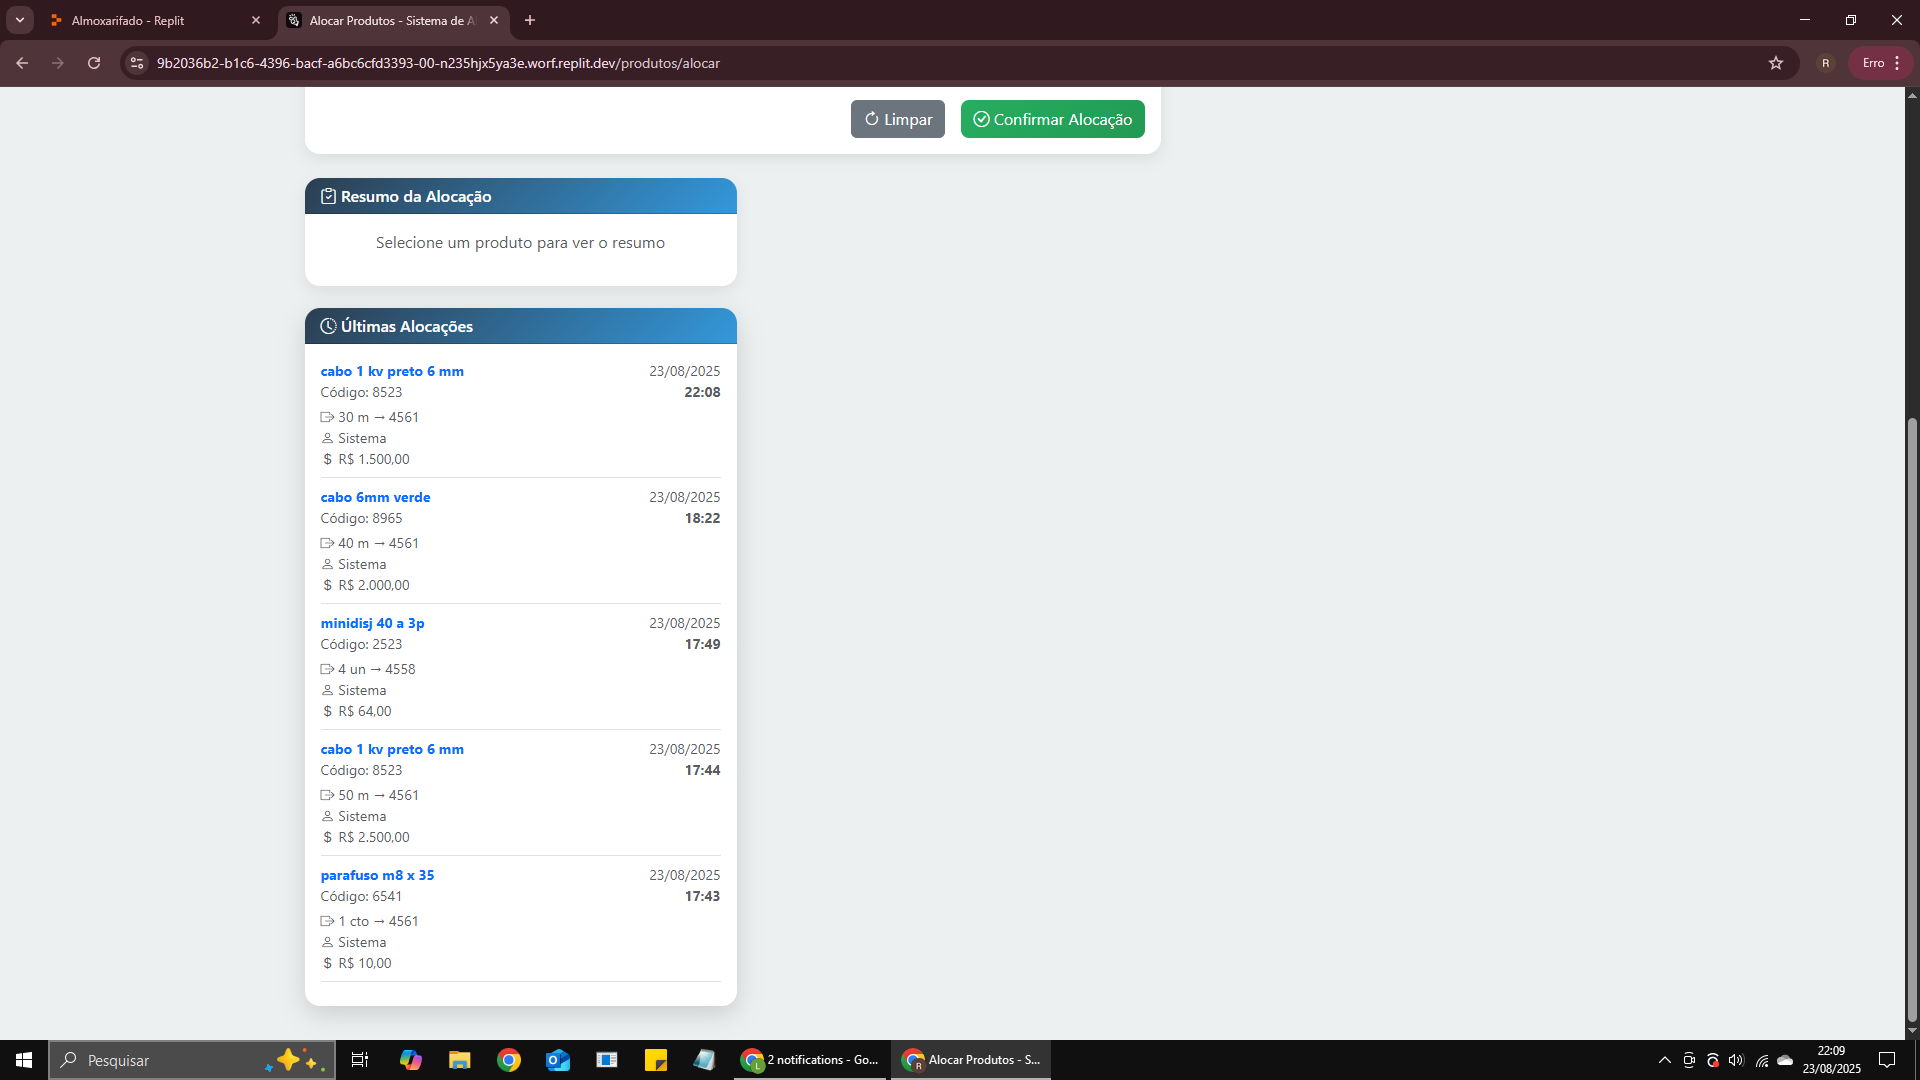 Almoxarifado - Replit
Alocar Produtos - Sistema de A
9b2036b2-b1c6-4396-bacf-a6bc6cfd3393-00-n235hjx5ya3e.worf.replit.dev/produtos/alocar
R
Erro
Limpar
Confirmar Alocação
Resumo da Alocação
Selecione um produto para ver o resumo
Últimas Alocações
cabo 1 kv preto 6 mm 23/08/2025
Código: 8523 22:08
30 m → 4561
Sistema
$ R$ 1.500,00
cabo 6mm verde 23/08/2025
Código: 8965 18:22
40 m → 4561
Sistema
$ R$ 2.000,00
minidisj 40 a 3p 23/08/2025
Código: 2523 17:49
4 un → 4558
Sistema
$ R$ 64,00
cabo 1 kv preto 6 mm 23/08/2025
Código: 8523 17:44
50 m → 4561
Sistema
$ R$ 2.500,00
parafuso m8 x 35 23/08/2025
Código: 6541 17:43
1 cto → 4561
Sistema
$ R$ 10,00
Pesquisar
2 notifications - Go...
Alocar Produtos - S...
22:09
23/08/2025